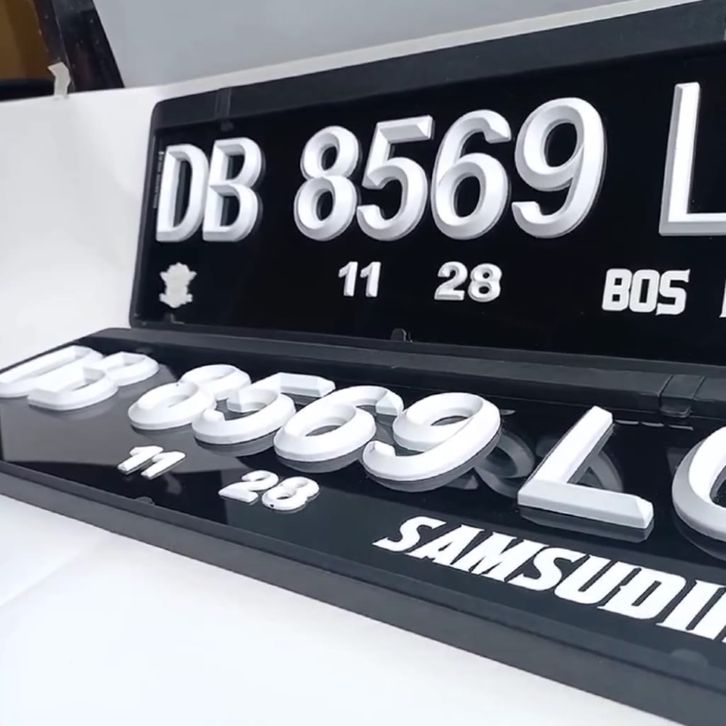 DB 8569 L
11 28
BOS
DB 8569 L
11 28
SAMSUDI